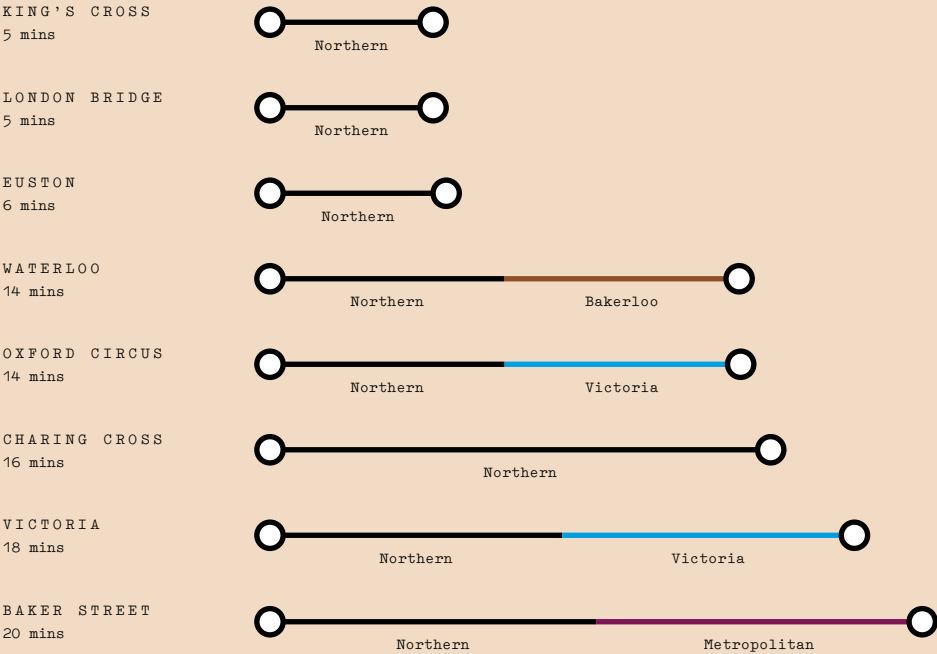 KING'S CROSS
5 mins
Northern
LONDON BRIDGE
5 mins
Northern
EUSTON
6 mins
Northern
WATERLOO
14 mins
Northern Bakerloo
OXFORD CIRCUS
14 mins
Northern Victoria
CHARING CROSS
16 mins
Northern
VICTORIA
18 mins
Northern Victoria
BAKER STREET
20 mins
Northern Metropolitan